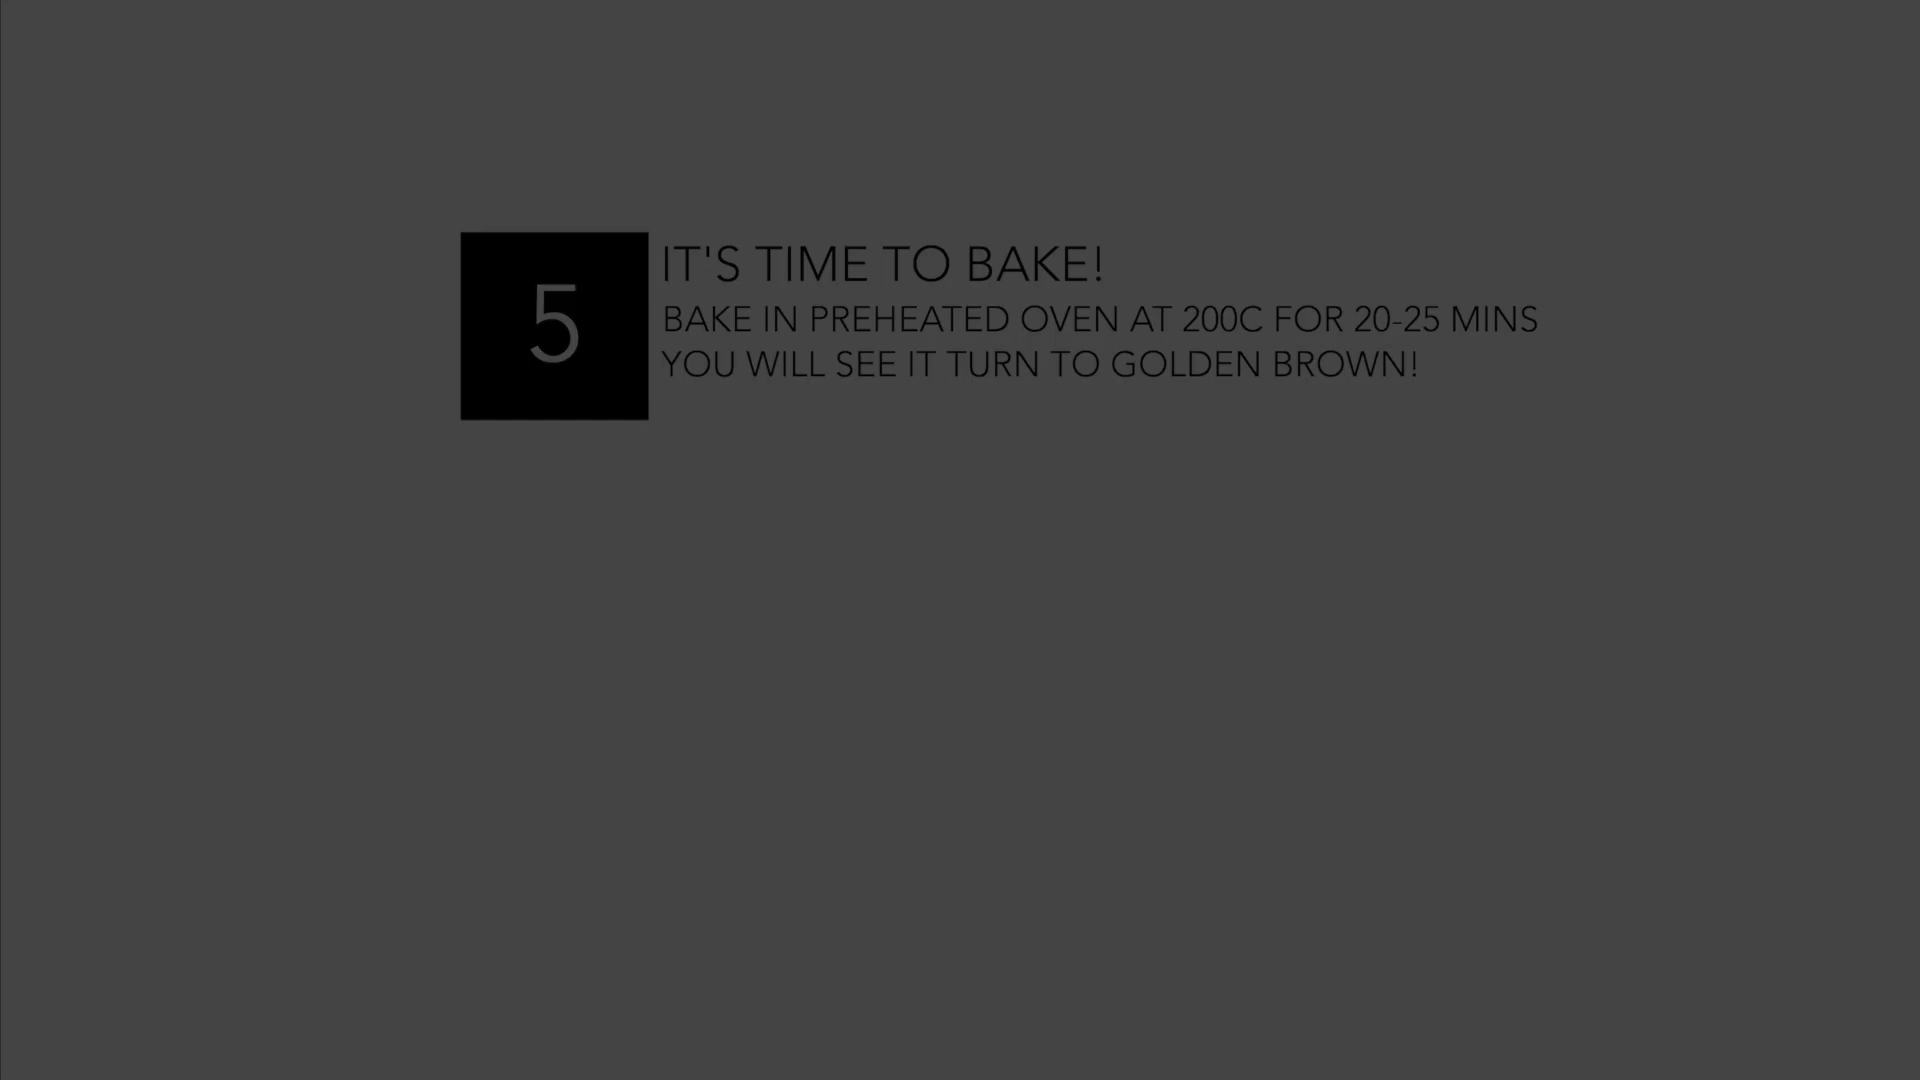 5
IT'S TIME TO BAKE!
BAKE IN PREHEATED OVEN AT 200C FOR 20-25 MINS
YOU WILL SEE IT TURN TO GOLDEN BROWN!